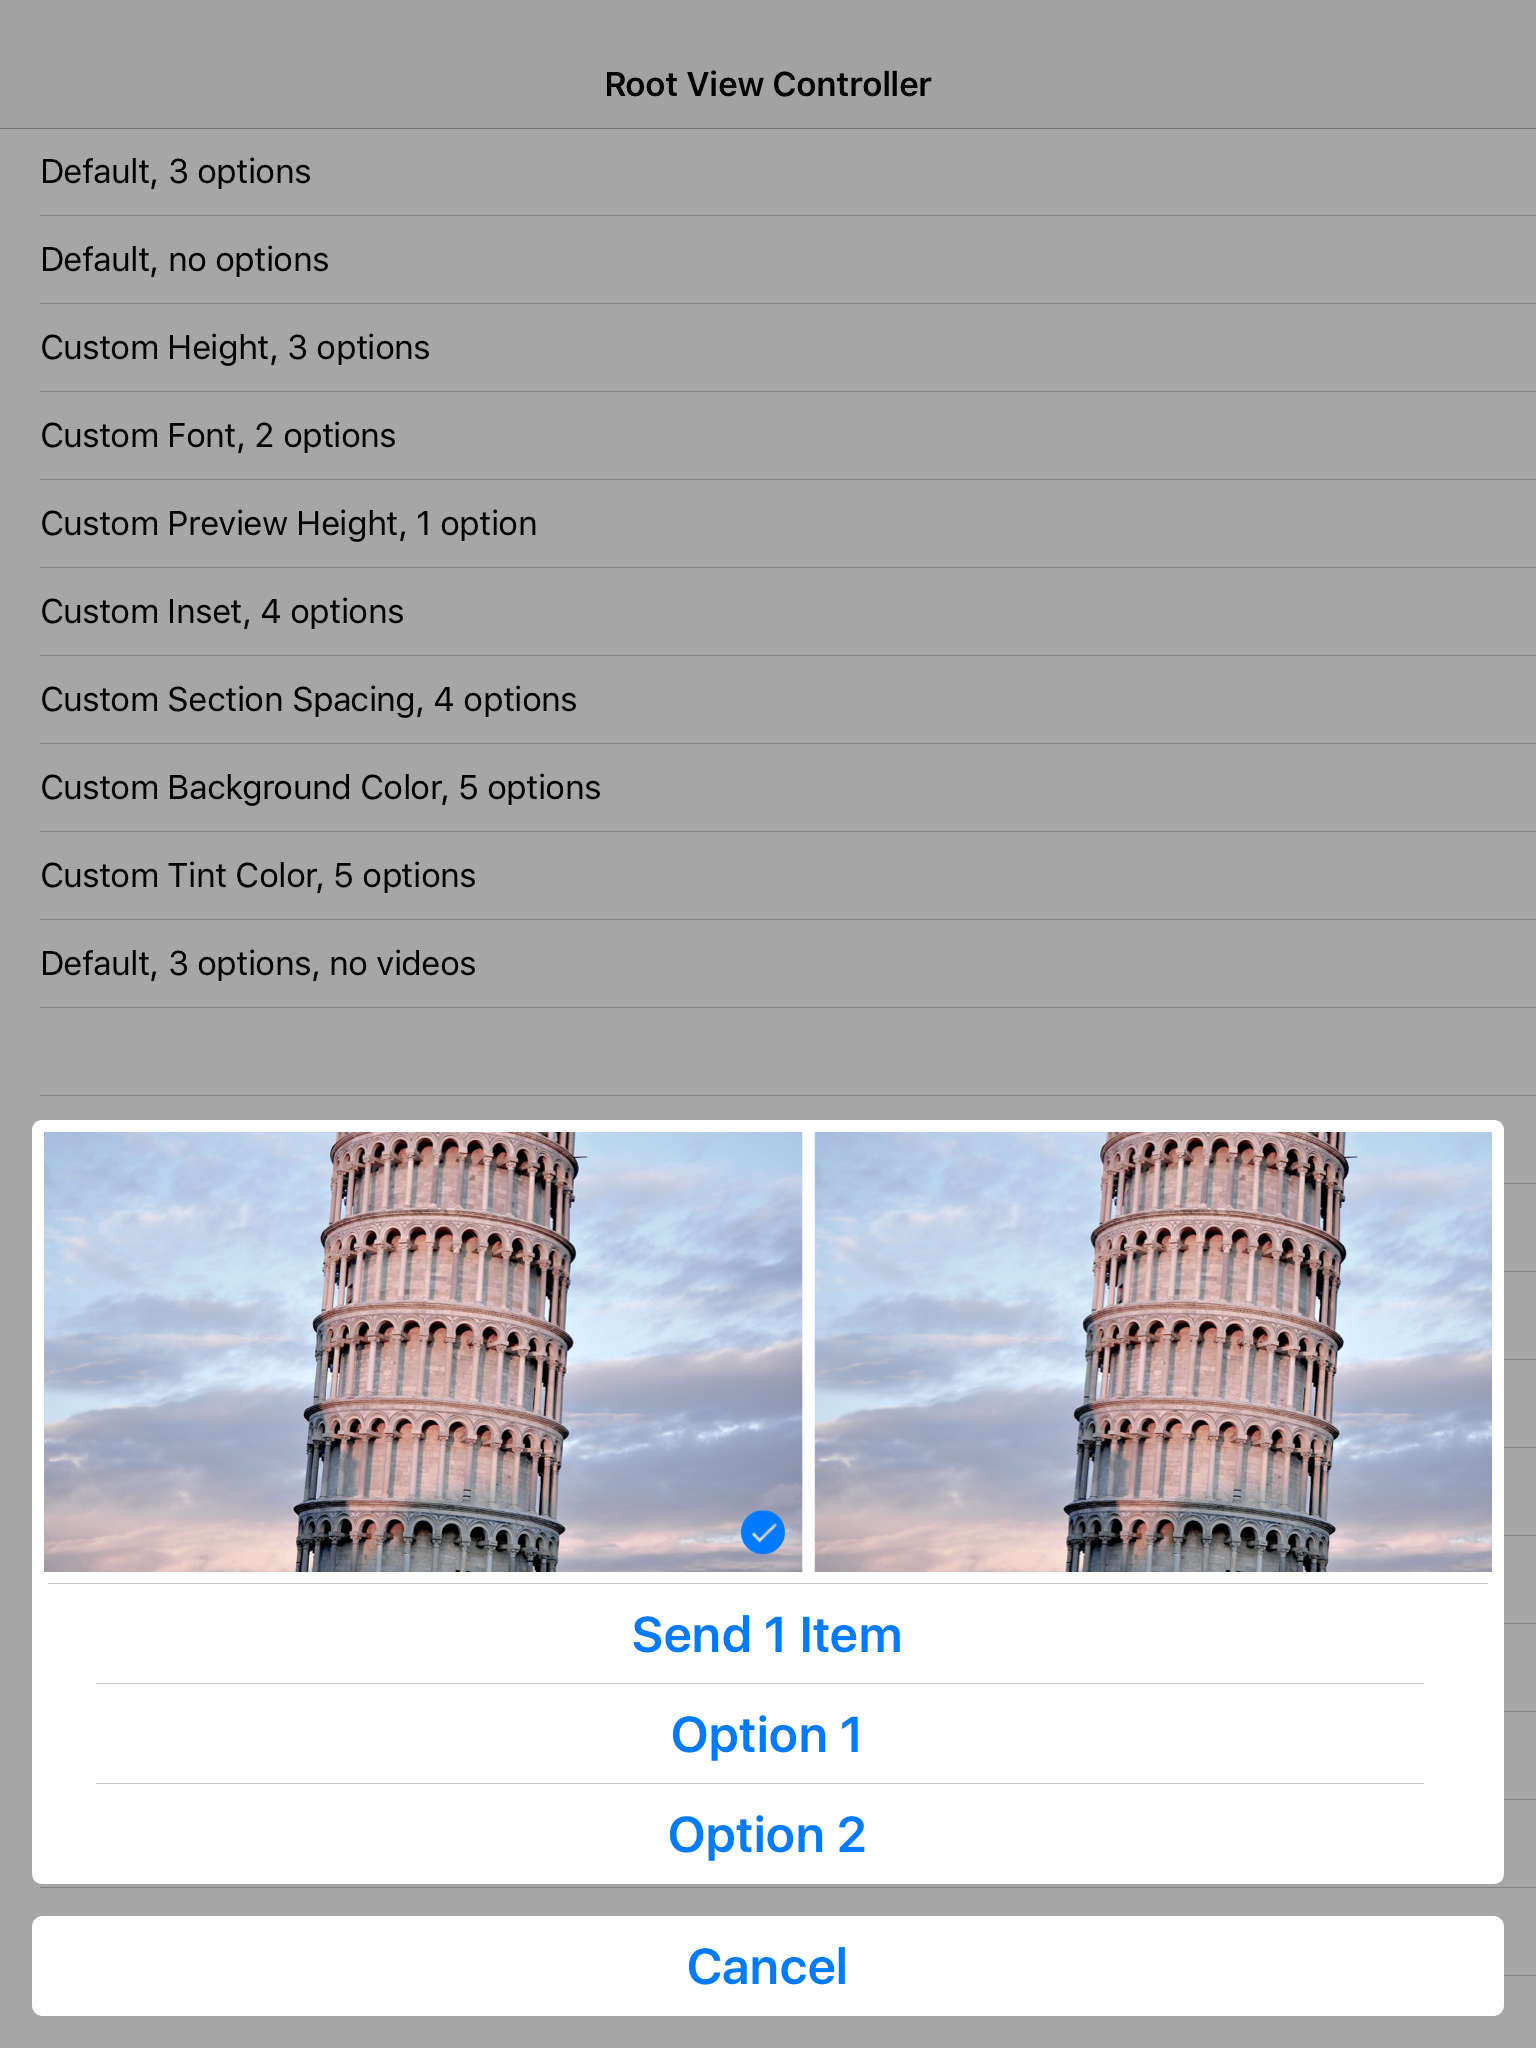 Root View Controller
Default, 3 options
Default, no options
Custom Height, 3 options
Custom Font, 2 options
Custom Preview Height, 1 option
Custom Inset, 4 options
Custom Section Spacing, 4 options
Custom Background Color, 5 options
Custom Tint Color, 5 options
Default, 3 options, no videos
Send 1 Item
Option 1
Option 2
Cancel